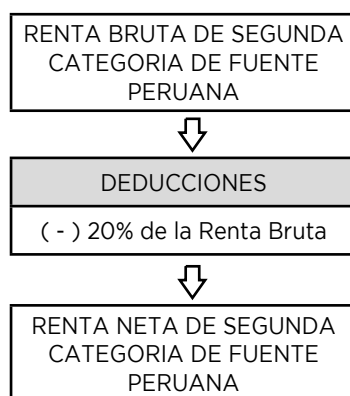 RENTA BRUTA DE SEGUNDA
CATEGORIA DE FUENTE
PERUANA
DEDUCCIONES
( - ) 20% de la Renta Bruta
RENTA NETA DE SEGUNDA
CATEGORIA DE FUENTE
PERUANA